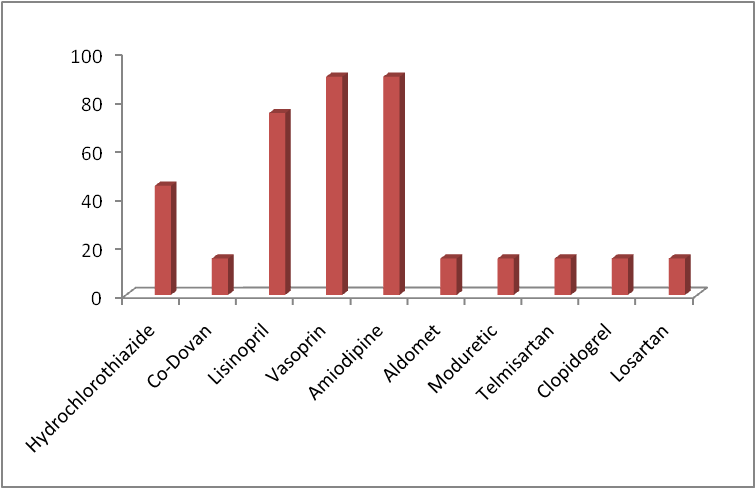 100
80
60
40
20
0
Hydrochlorothiazide
Co-Dovan
Lisinopril
Vasoprin
Amiodipine
Aldomet
Moduretic
Telmisartan
Clopidogrel
Losartan